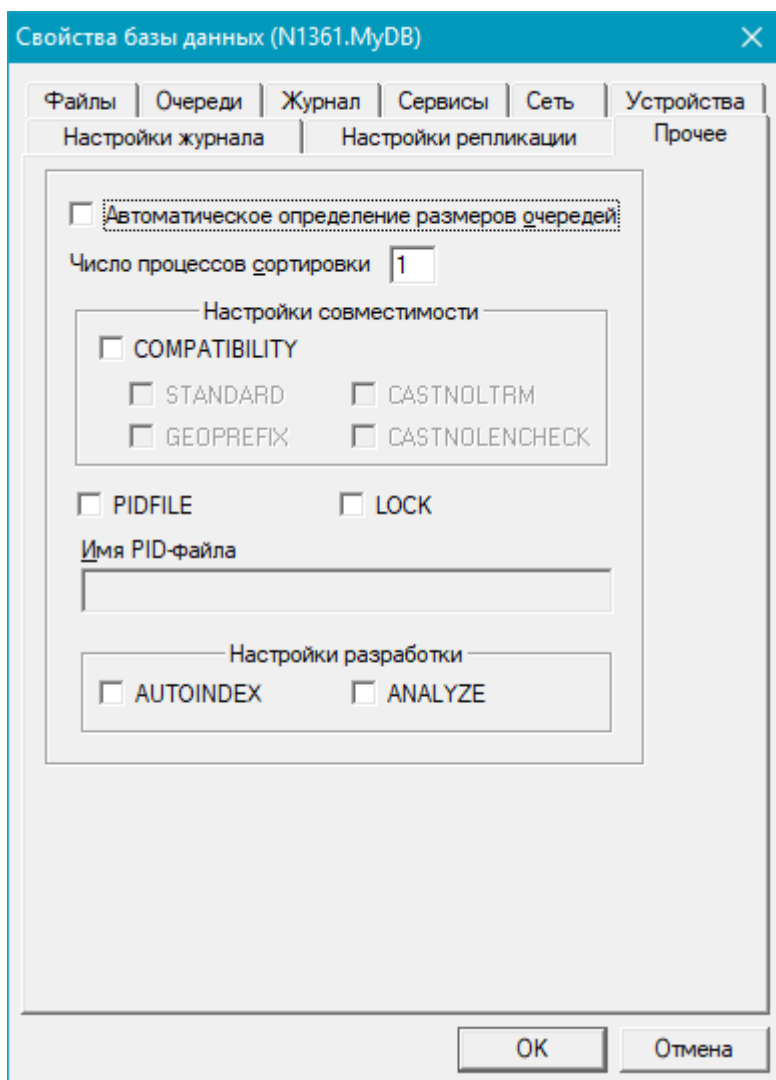 Свойства базы данных (N1361.MyDB)
Файлы Очереди Журнал Сервисы Сеть Устройства
Настройки журнала Настройки репликации Прочее
Автоматическое определение размеров очередей
Число процессов сортировки 1
Настройки совместимости
COMPATIBILITY
STANDARD CASTNOLTRM
GEOPREFIX CASTNOLENCHECK
PIDFILE LOCK
Имя PID-файла
Настройки разработки
AUTOINDEX ANALYZE
OK Отмена